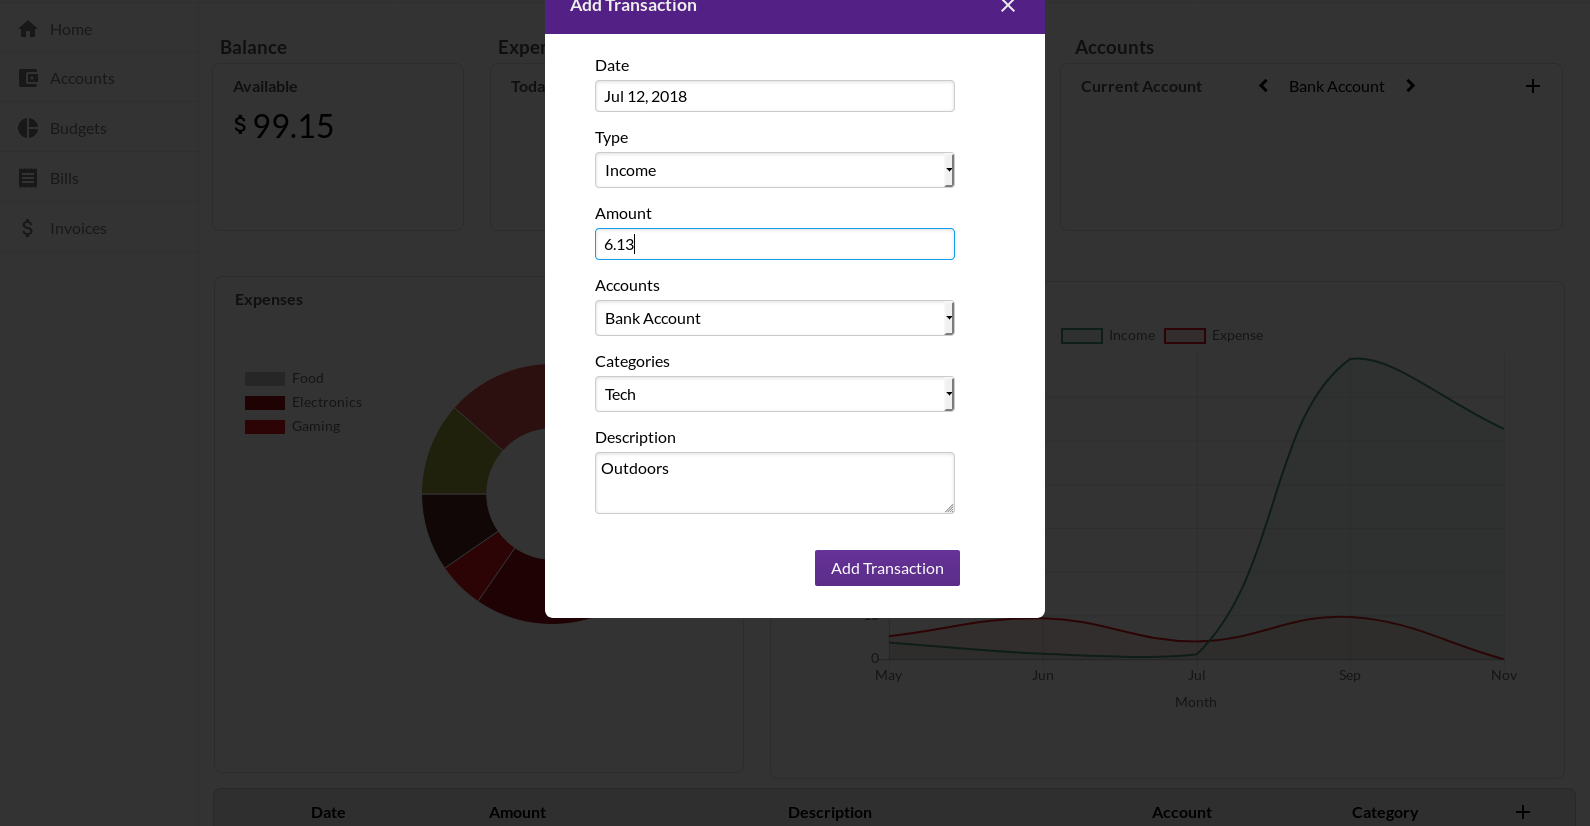 Add Transaction
Home
Accounts
Budgets
Bills
Invoices
Balance
Available
$ 99.15
Date
Jul 12, 2018
Type
Income
Amount
6.13
Accounts
Bank Account
Categories
Tech
Description
Outdoors
Add Transaction
Accounts
Current Account
Bank Account
Expenses
Food
Electronics
Gaming
Income
Expense
0
May
Jun
Jul
Sep
Nov
Month
Date
Amount
Description
Account
Category